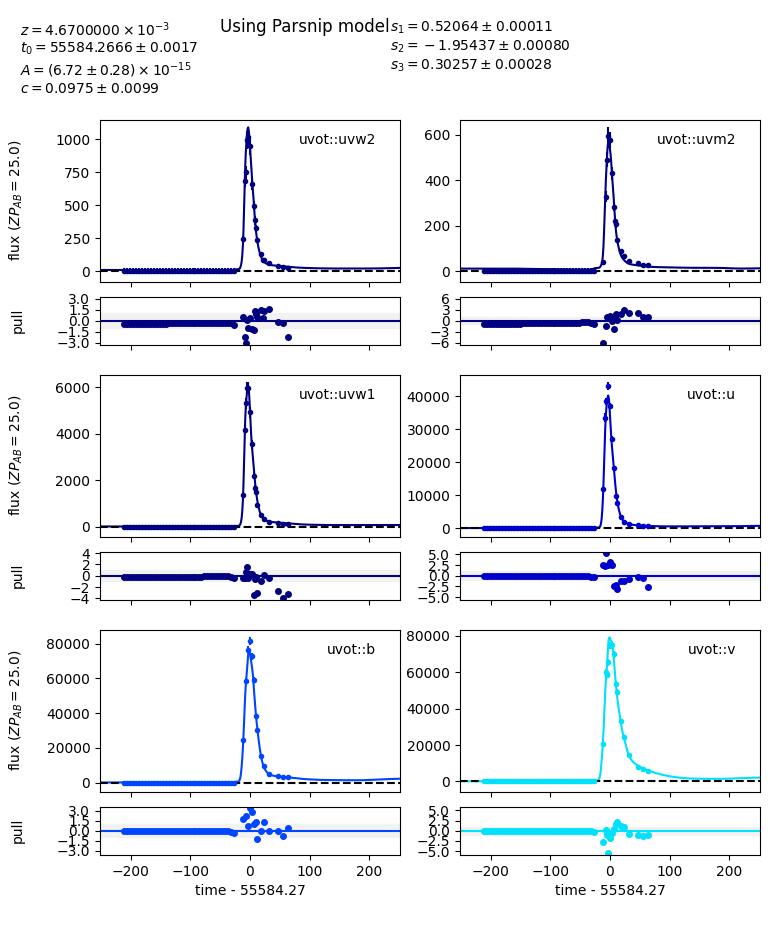 Using Parsnip model
z = 4.6700000 × 10⁻³
t₀ = 55584.2666 ± 0.0017
A = (6.72 ± 0.28) × 10⁻¹⁵
c = 0.0975 ± 0.0099
s₁ = 0.52064 ± 0.00011
s₂ = −1.95437 ± 0.00080
s₃ = 0.30257 ± 0.00028
flux (ZP_AB = 25.0)
1000
750
500
250
0
uvot::uvw2
600
400
200
0
uvot::uvm2
pull
3.0
1.5
0.0
−1.5
−3.0
6
3
0
−3
−6
flux (ZP_AB = 25.0)
6000
4000
2000
0
uvot::uvw1
40000
30000
20000
10000
0
uvot::u
pull
4
2
0
−2
−4
5.0
2.5
0.0
−2.5
−5.0
flux (ZP_AB = 25.0)
80000
60000
40000
20000
0
uvot::b
80000
60000
40000
20000
0
uvot::v
pull
3.0
1.5
0.0
−1.5
−3.0
5.0
2.5
0.0
−2.5
−5.0
−200 −100 0 100 200
−200 −100 0 100 200
time - 55584.27
time - 55584.27